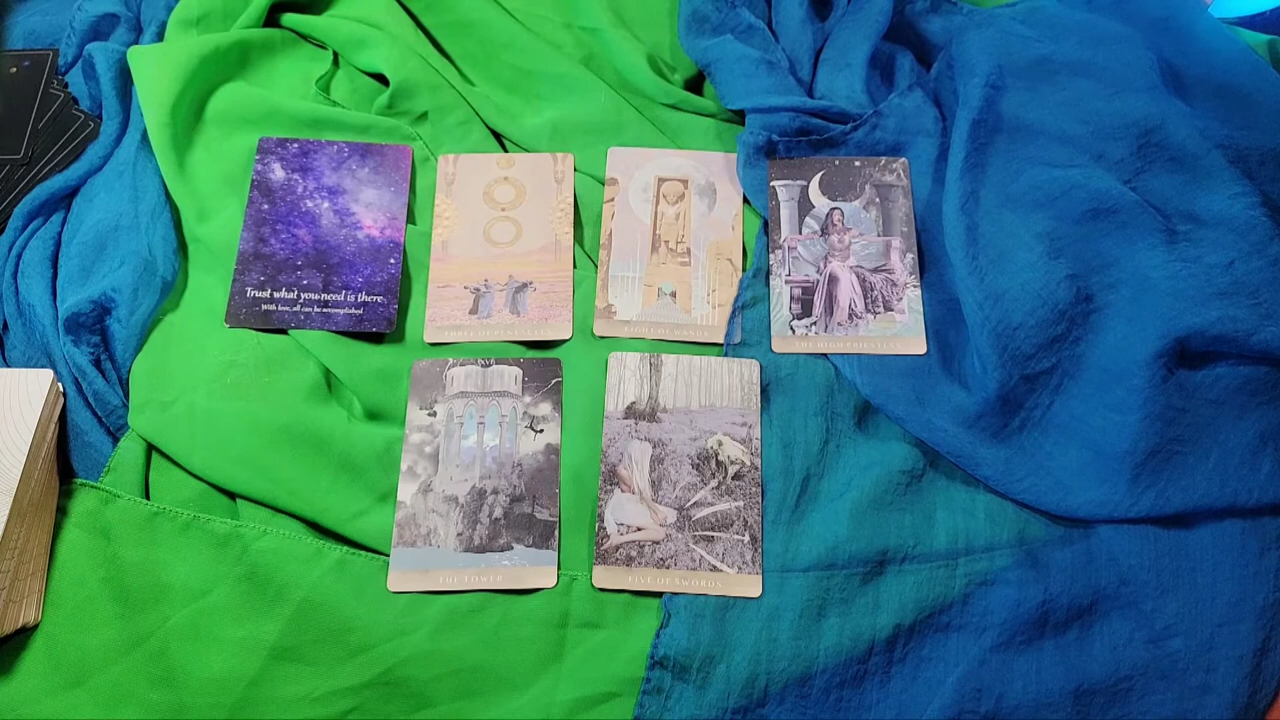 Trust what you need is there
With love, all can be accomplished
THREE OF PENTACLES
EIGHT OF WANDS
II
THE HIGH PRIESTESS
THE TOWER
FIVE OF SWORDS